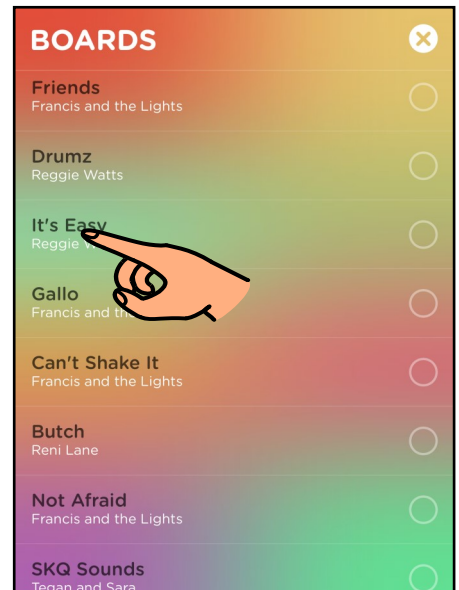 BOARDS
Friends
Francis and the Lights
Drumz
Reggie Watts
It's Easy
Reggie
Gallo
Francis and
Can't Shake It
Francis and the Lights
Butch
Reni Lane
Not Afraid
Francis and the Lights
SKQ Sounds
Tegan and Sara